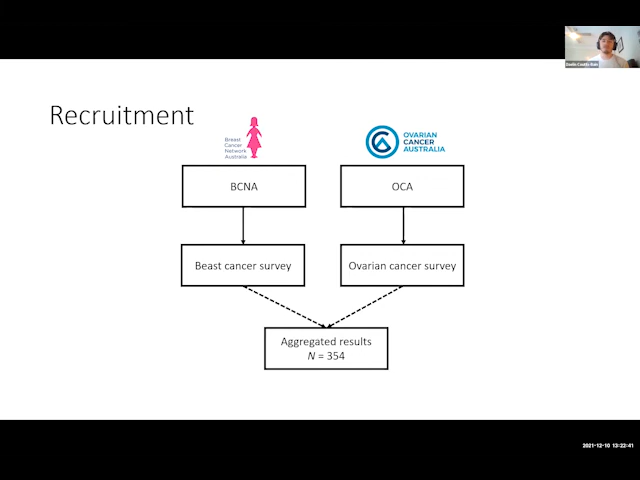 Recruitment
Breast
Cancer
Network
Australia
OVARIAN
CANCER
AUSTRALIA
BCNA
OCA
Beast cancer survey
Ovarian cancer survey
Aggregated results
N = 354
2021-12-10 13:22:41